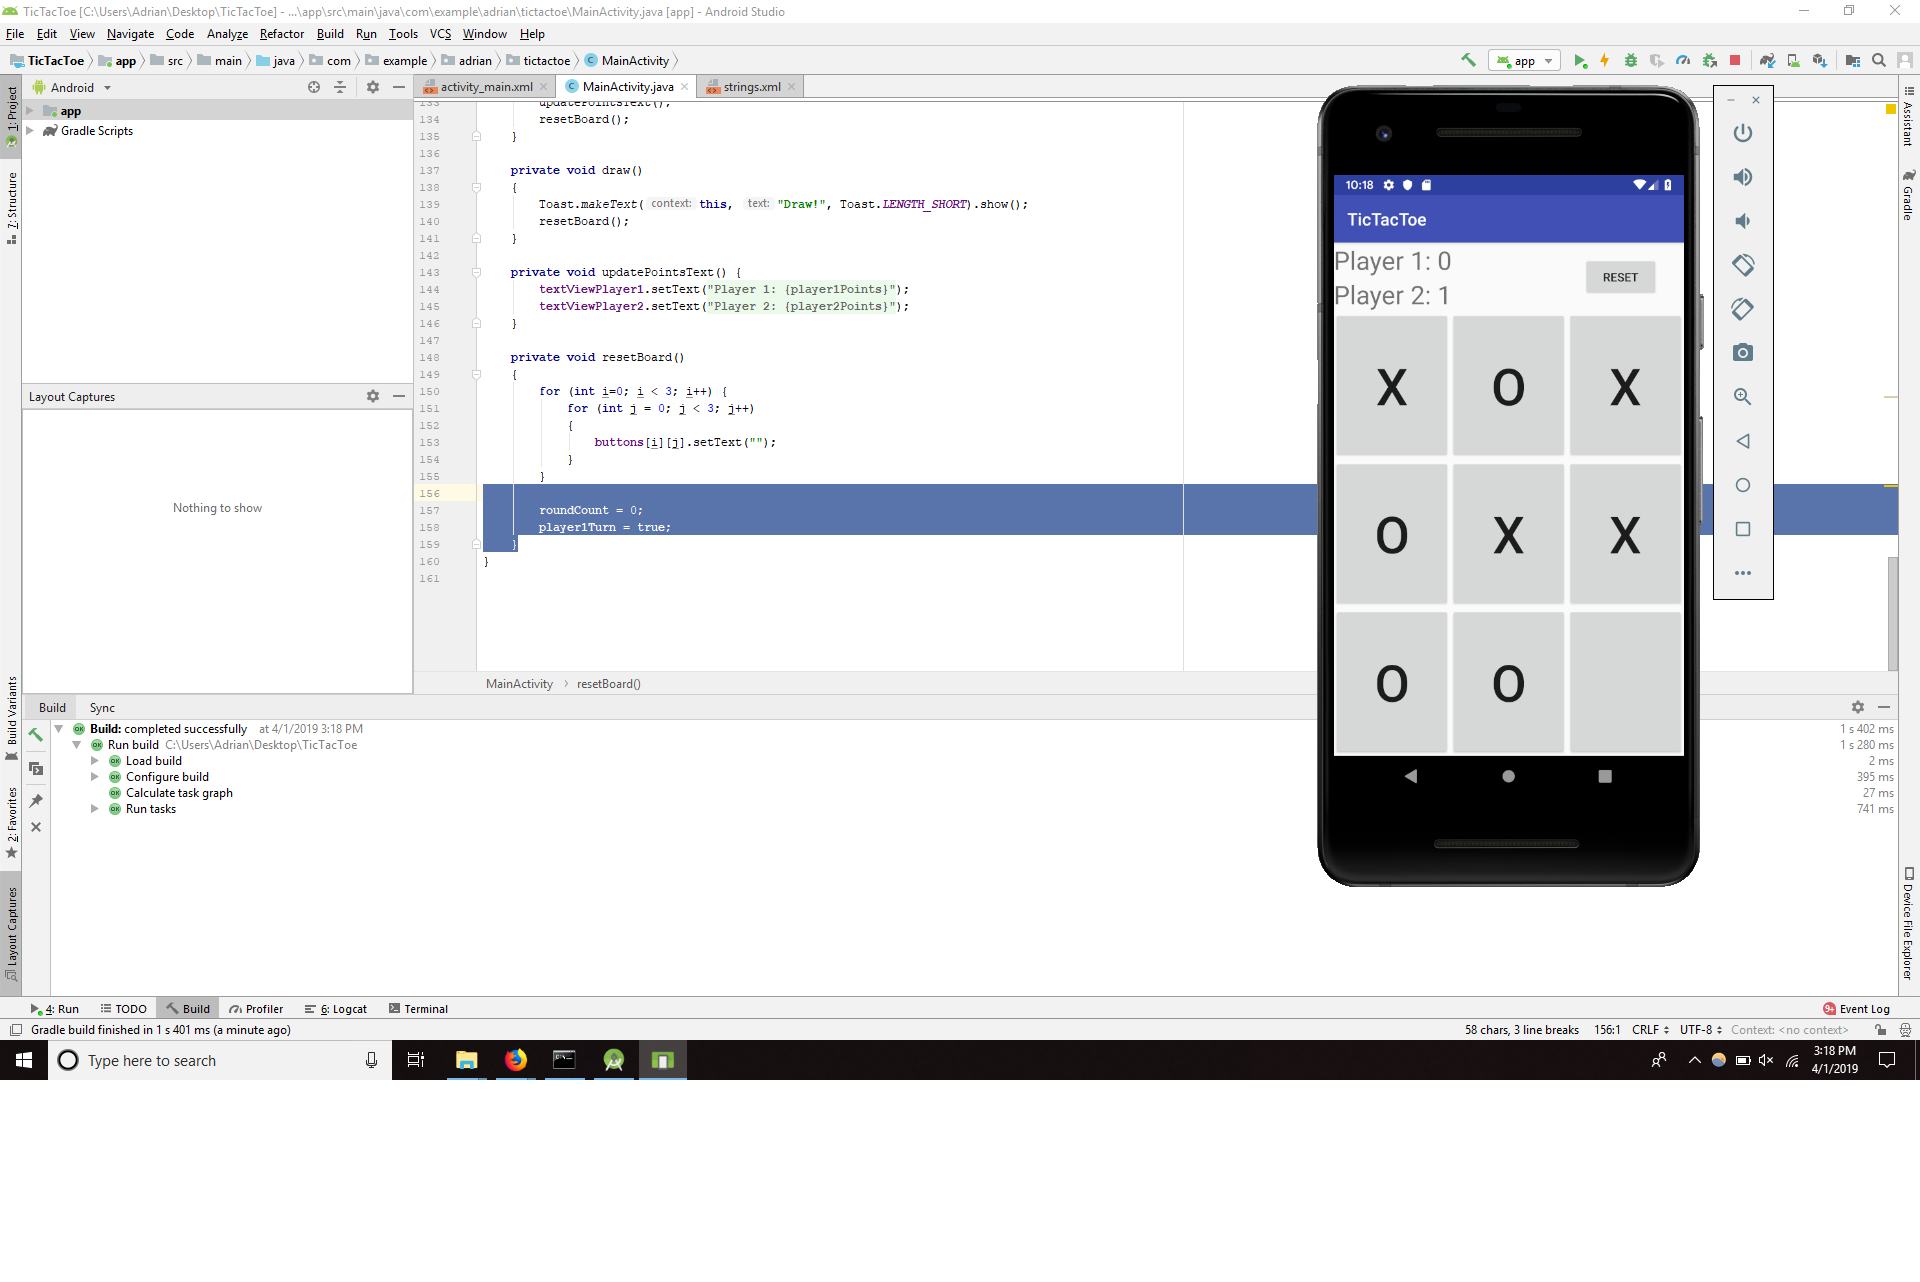 TicTacToe [C:\Users\Adrian\Desktop\TicTacToe] - ...\app\src\main\java\com\example\adrian\tictactoe\MainActivity.java [app] - Android Studio
File Edit View Navigate Code Analyze Refactor Build Run Tools VCS Window Help
TicTacToe app src main java com example adrian tictactoe MainActivity
app
Android
activity_main.xml MainActivity.java strings.xml
1: Project
7: Structure
Build Variants
2: Favorites
Layout Captures
app
Gradle Scripts
Layout Captures
Nothing to show
133 updatePointsText();
134 resetBoard();
135 }
136
137 private void draw()
138 {
139 Toast.makeText( context: this, text: "Draw!", Toast.LENGTH_SHORT).show();
140 resetBoard();
141 }
142
143 private void updatePointsText() {
144 textViewPlayer1.setText("Player 1: {player1Points}");
145 textViewPlayer2.setText("Player 2: {player2Points}");
146 }
147
148 private void resetBoard()
149 {
150 for (int i=0; i < 3; i++) {
151 for (int j = 0; j < 3; j++)
152 {
153 buttons[i][j].setText("");
154 }
155 }
156
157 roundCount = 0;
158 player1Turn = true;
159 }
160 }
161
MainActivity resetBoard()
10:18
TicTacToe
Player 1: 0
RESET
Player 2: 1
X O X
O X X
O O
Assistant
Gradle
Device File Explorer
Build Sync
Build: completed successfully at 4/1/2019 3:18 PM 1 s 402 ms
Run build C:\Users\Adrian\Desktop\TicTacToe 1 s 280 ms
Load build 2 ms
Configure build 395 ms
Calculate task graph 27 ms
Run tasks 741 ms
4: Run TODO Build Profiler 6: Logcat Terminal 9+ Event Log
Gradle build finished in 1 s 401 ms (a minute ago) 58 chars, 3 line breaks 156:1 CRLF UTF-8 Context: <no context>
Type here to search
3:18 PM
4/1/2019